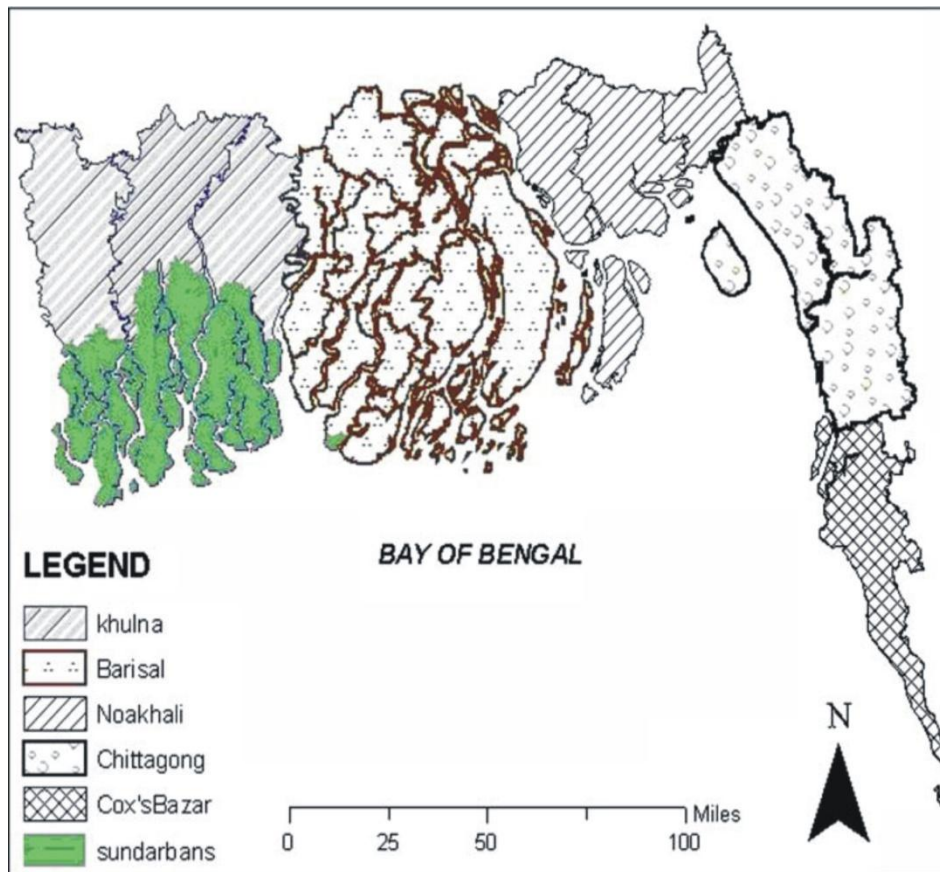 BAY OF BENGAL
LEGEND
khulna
Barisal
Noakhali
Chittagong
Cox'sBazar
sundarbans
N
Miles
0 25 50 100